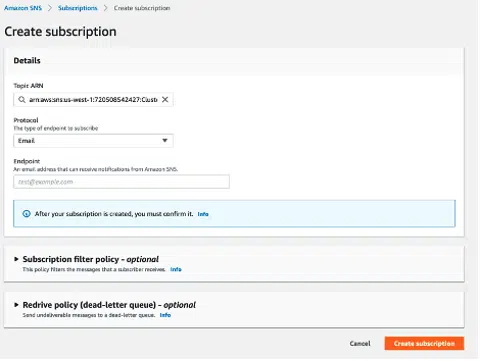 Amazon SNS > Subscriptions > Create subscription
Create subscription
Details
Topic ARN
arn:aws:sns:us-west-1:720508542427:Cluste
Protocol
The type of endpoint to subscribe
Email
Endpoint
An email address that can receive notifications from Amazon SNS.
test@example.com
After your subscription is created, you must confirm it. Info
Subscription filter policy - optional
This policy filters the messages that a subscriber receives. Info
Redrive policy (dead-letter queue) - optional
Send undeliverable messages to a dead-letter queue. Info
Cancel Create subscription